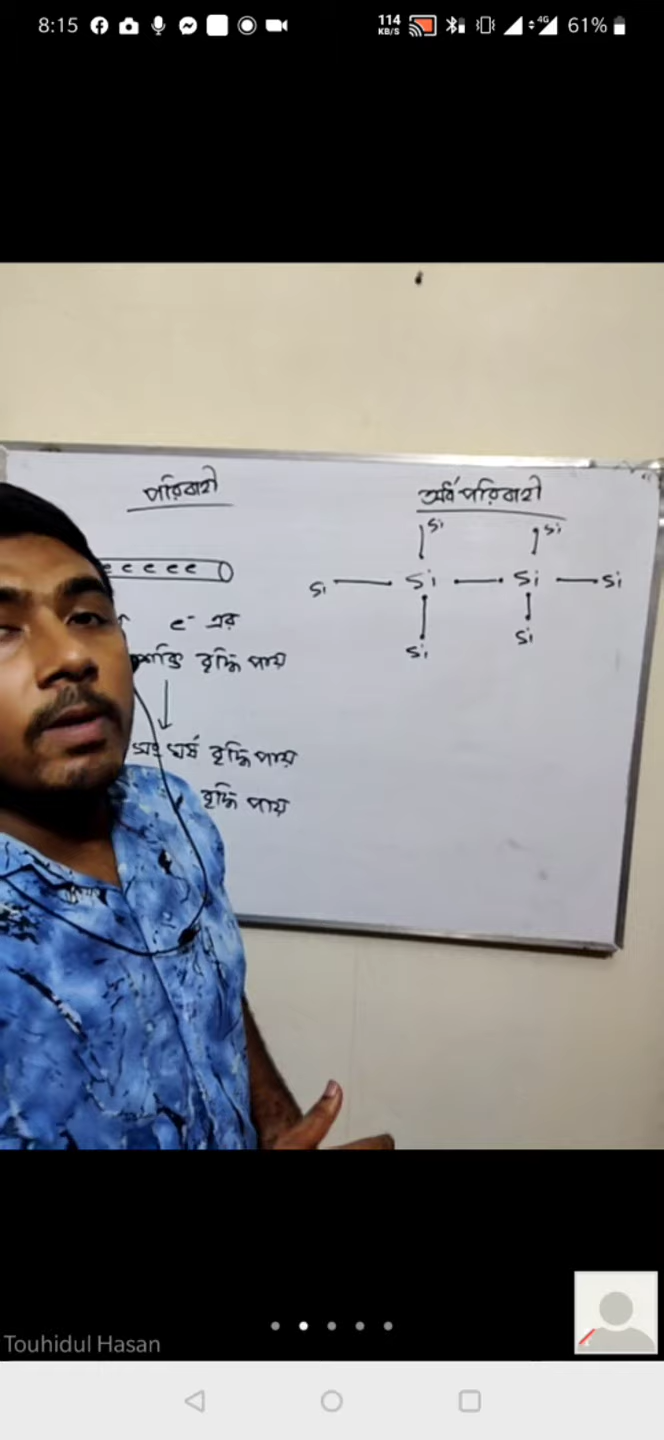 8:15
114
KB/S
4G
61%
পরিবাহী
e e e e e
e⁻ এর
শক্তি বৃদ্ধি পায়
সংঘর্ষ বৃদ্ধি পায়
বৃদ্ধি পায়
অর্ধপরিবাহী
Si Si
Si — Si — Si — Si
Si Si
Touhidul Hasan